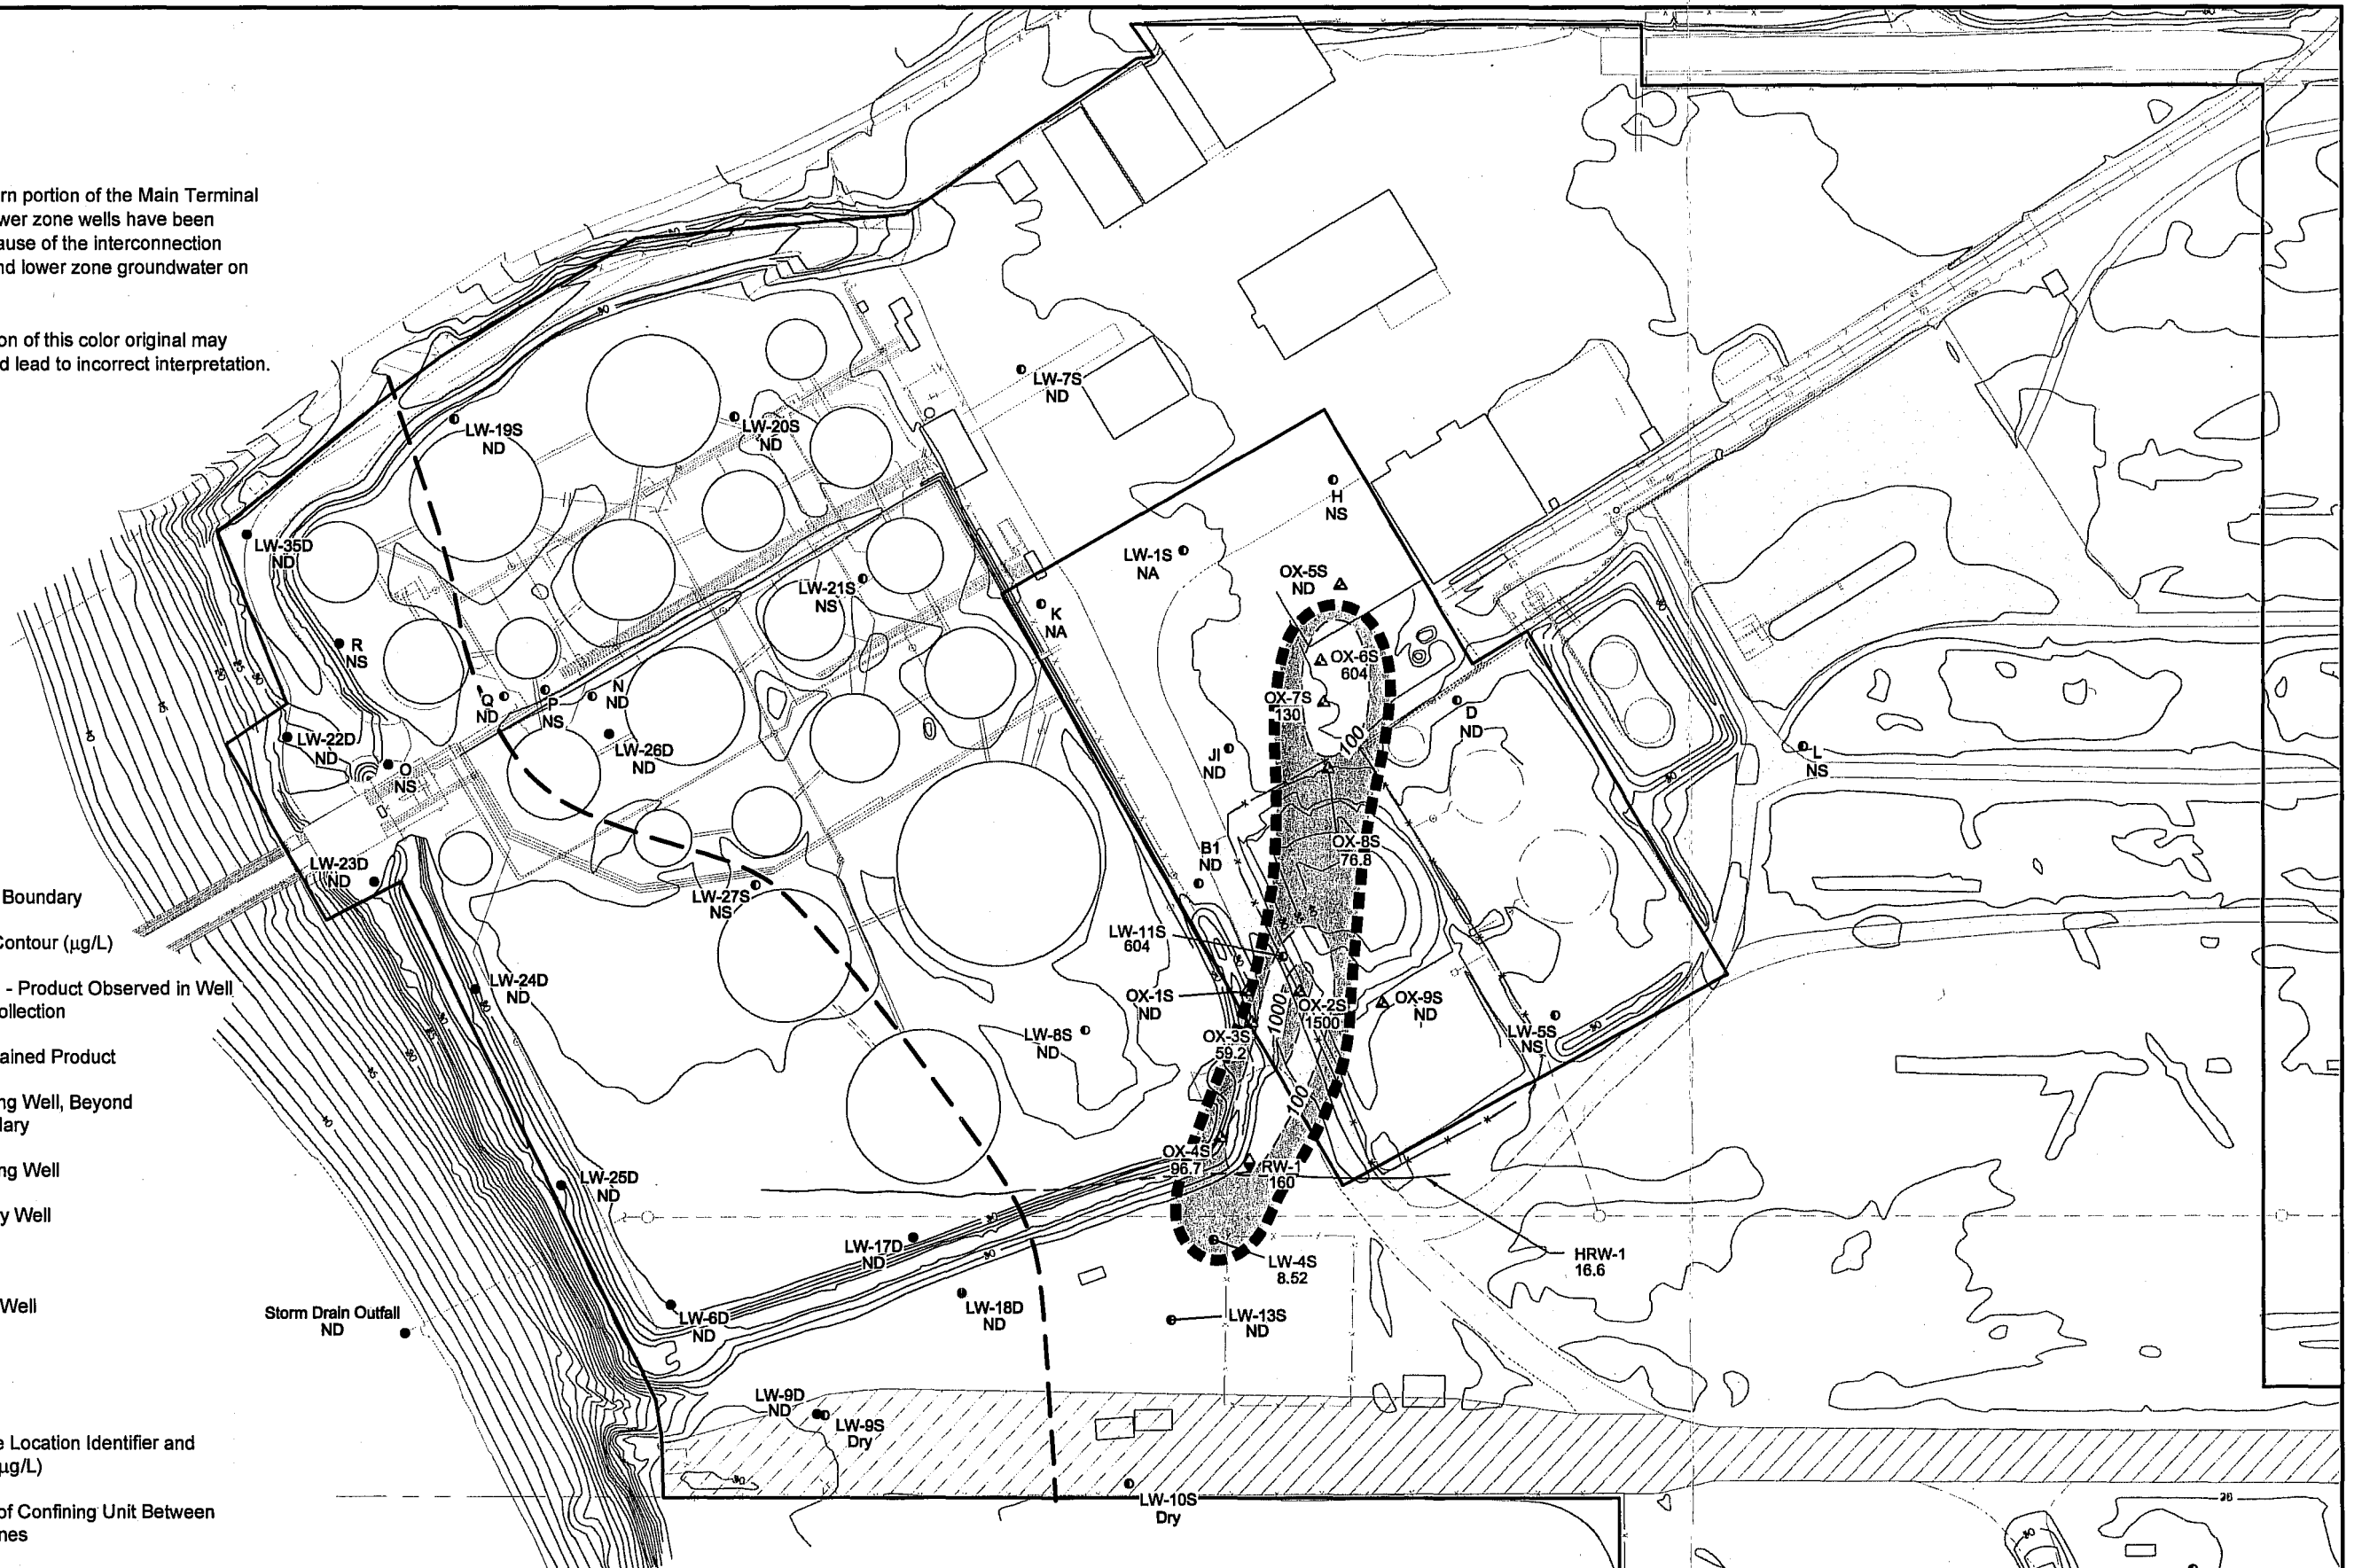 rn portion of the Main Terminal
wer zone wells have been
ause of the interconnection
nd lower zone groundwater on
on of this color original may
d lead to incorrect interpretation.
Boundary
Contour (µg/L)
- Product Observed in Well
ollection
ained Product
ng Well, Beyond
dary
ng Well
y Well
Well
e Location Identifier and
µg/L)
of Confining Unit Between
nes
LW-7S
ND
LW-19S
ND
LW-20S
ND
H
NS
LW-35D
ND
LW-1S
NA
OX-5S
ND
LW-21S
NS
K
NA
R
NS
OX-6S
604
OX-7S
130
Q
ND
P
NS
N
ND
D
ND
LW-22D
ND
LW-26D
ND
100
JI
ND
L
NS
O
NS
OX-8S
76.8
B1
ND
LW-23D
ND
LW-27S
NS
LW-11S
604
LW-24D
ND
OX-1S
ND
1000
OX-2S
1500
OX-9S
ND
LW-8S
ND
OX-3S
59.2
LW-5S
NS
100
OX-4S
96.7
RW-1
160
LW-25D
ND
LW-17D
ND
LW-4S
8.52
HRW-1
16.6
Storm Drain Outfall
ND
LW-6D
ND
LW-18D
ND
LW-13S
ND
LW-9D
ND
LW-9S
Dry
LW-10S
Dry